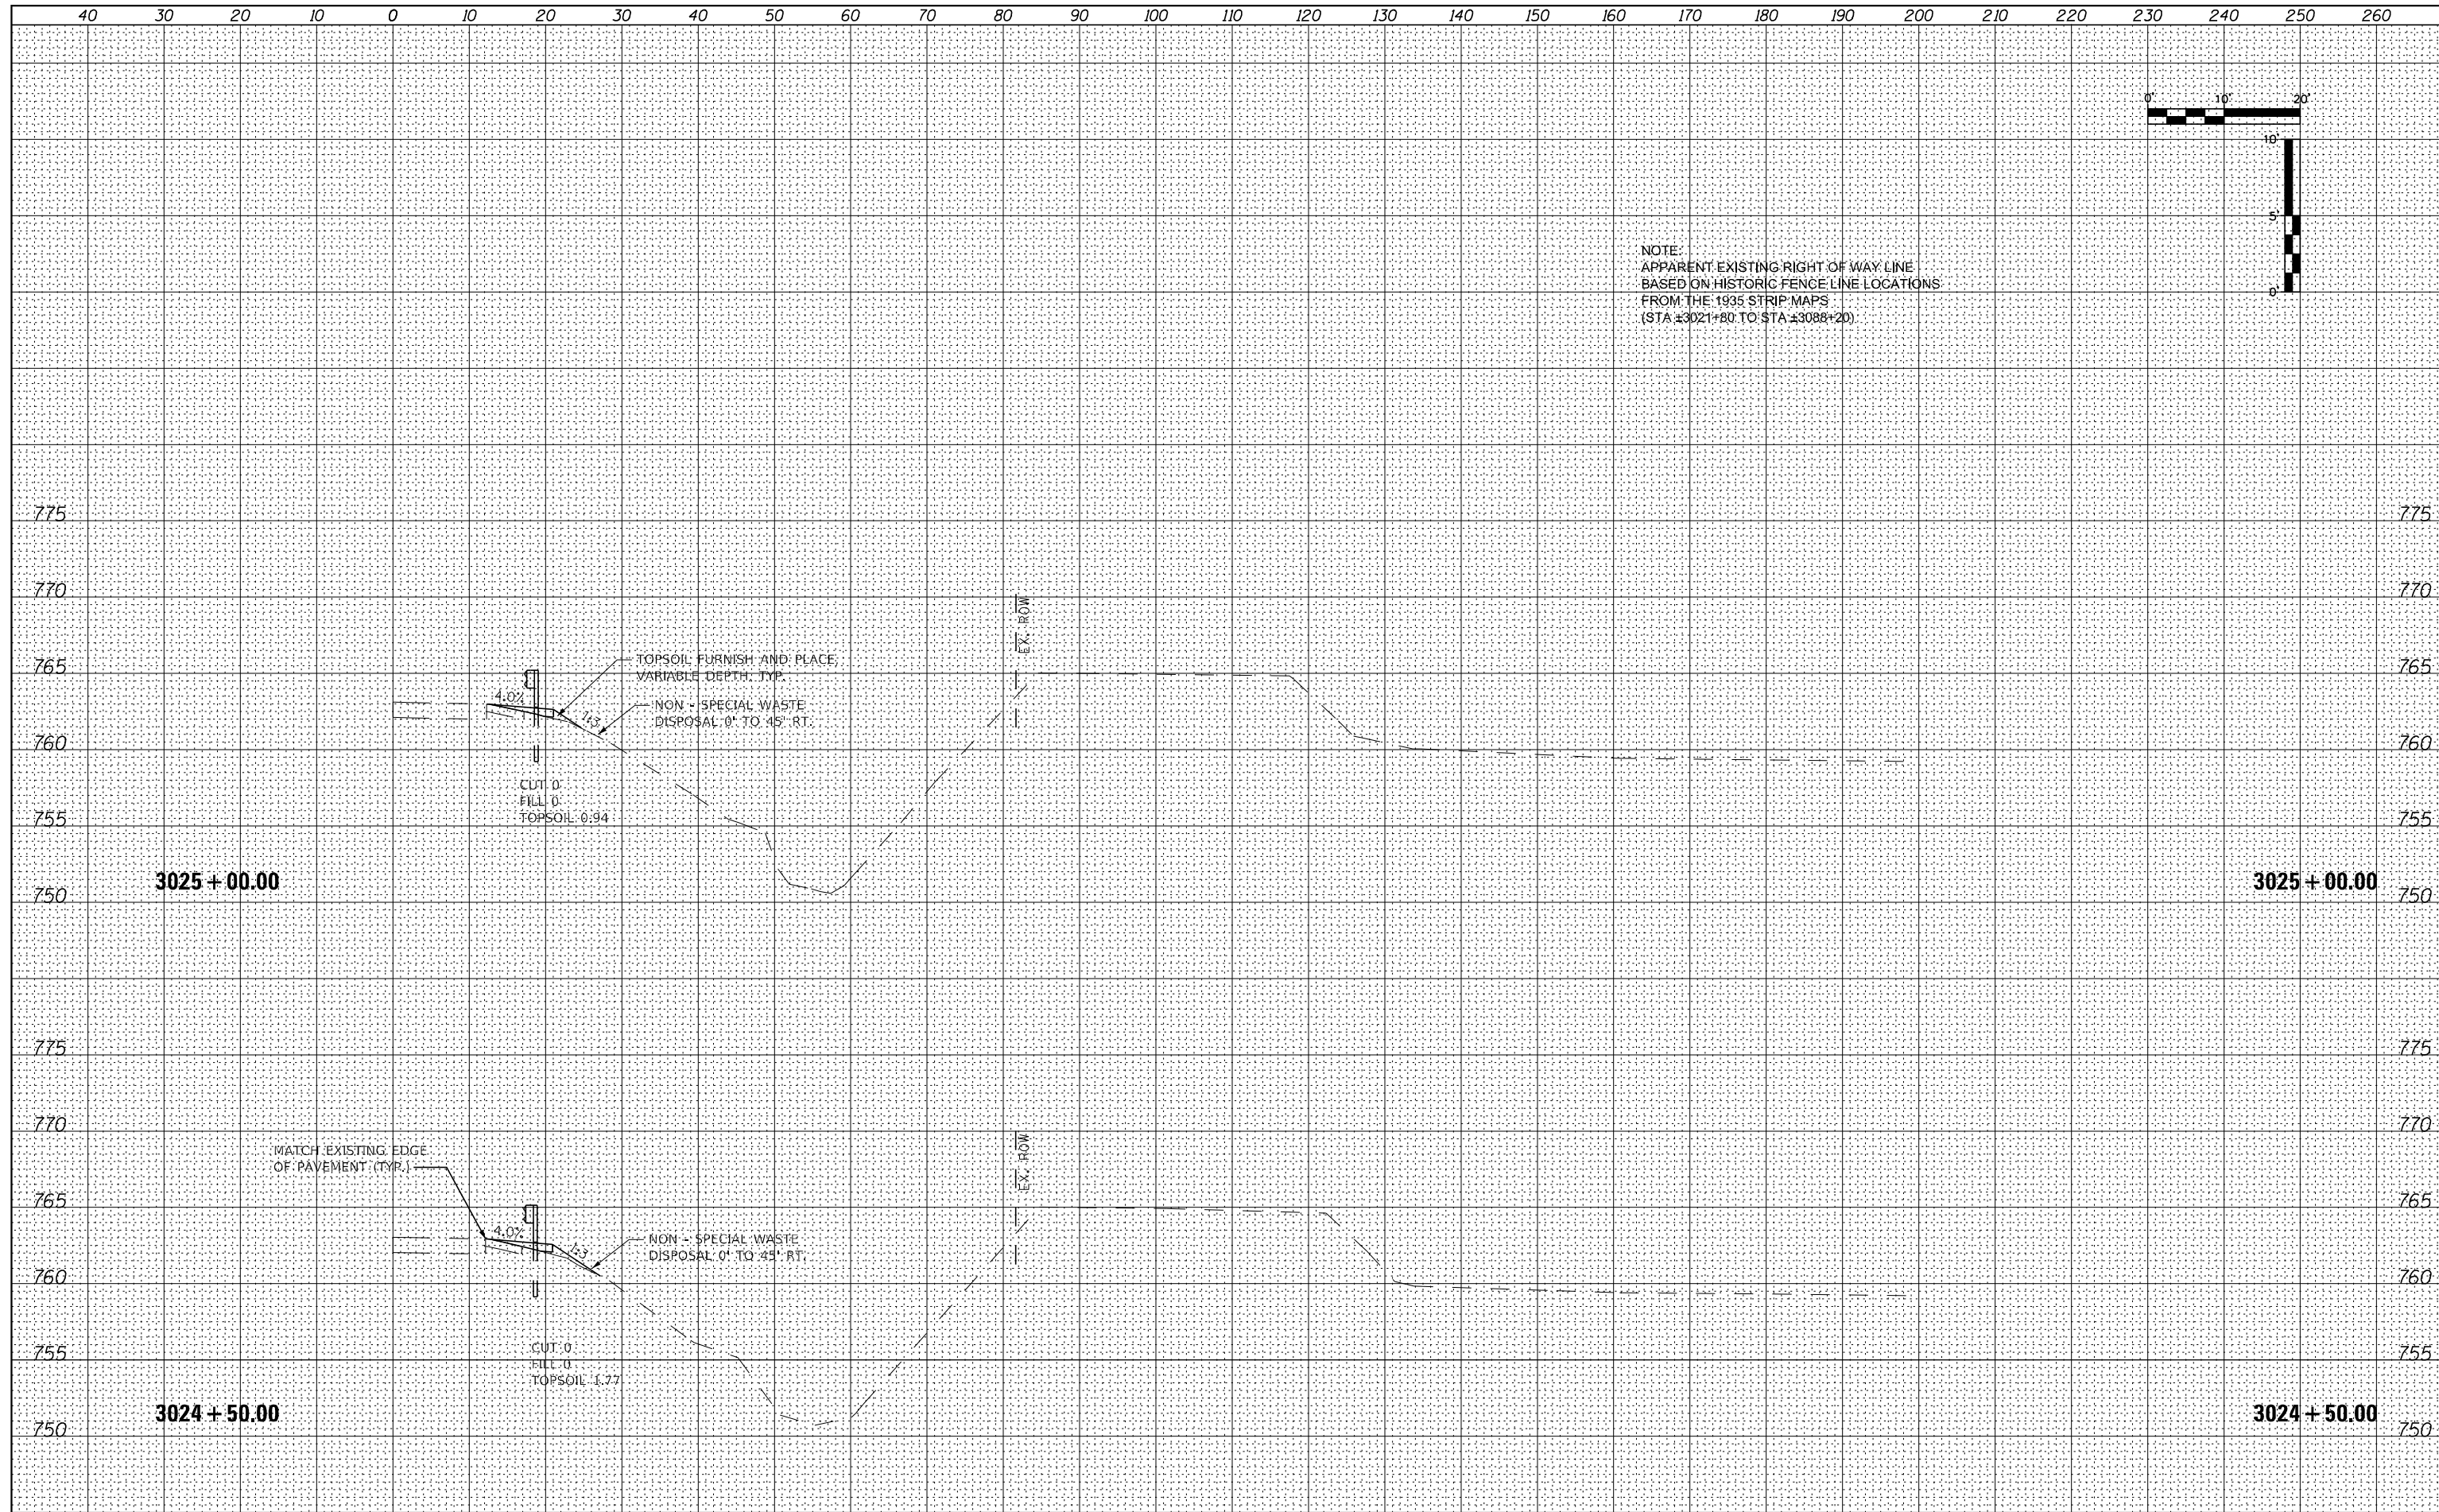 40 30 20 10 0 10 20 30 40 50 60 70 80 90 100 110 120 130 140 150 160 170 180 190 200 210 220 230 240 250 260
0' 10' 20'
10'
5'
0'
NOTE:
APPARENT EXISTING RIGHT OF WAY LINE
BASED ON HISTORIC FENCE LINE LOCATIONS
FROM THE 1935 STRIP MAPS
(STA ±3021+80 TO STA ±3088+20)
775 775
770 770
EX. ROW
765 765
TOPSOIL FURNISH AND PLACE,
VARIABLE DEPTH, TYP.
4.0%
1:3
NON - SPECIAL WASTE
DISPOSAL 0' TO 45' RT.
760 760
CUT 0
FILL 0
TOPSOIL 0.94
755 755
3025 + 00.00 3025 + 00.00
750 750
775 775
770 770
EX. ROW
MATCH EXISTING EDGE
OF PAVEMENT (TYP.)
765 765
4.0%
1:3
NON - SPECIAL WASTE
DISPOSAL 0' TO 45' RT.
760 760
CUT 0
FILL 0
TOPSOIL 1.77
755 755
3024 + 50.00 3024 + 50.00
750 750